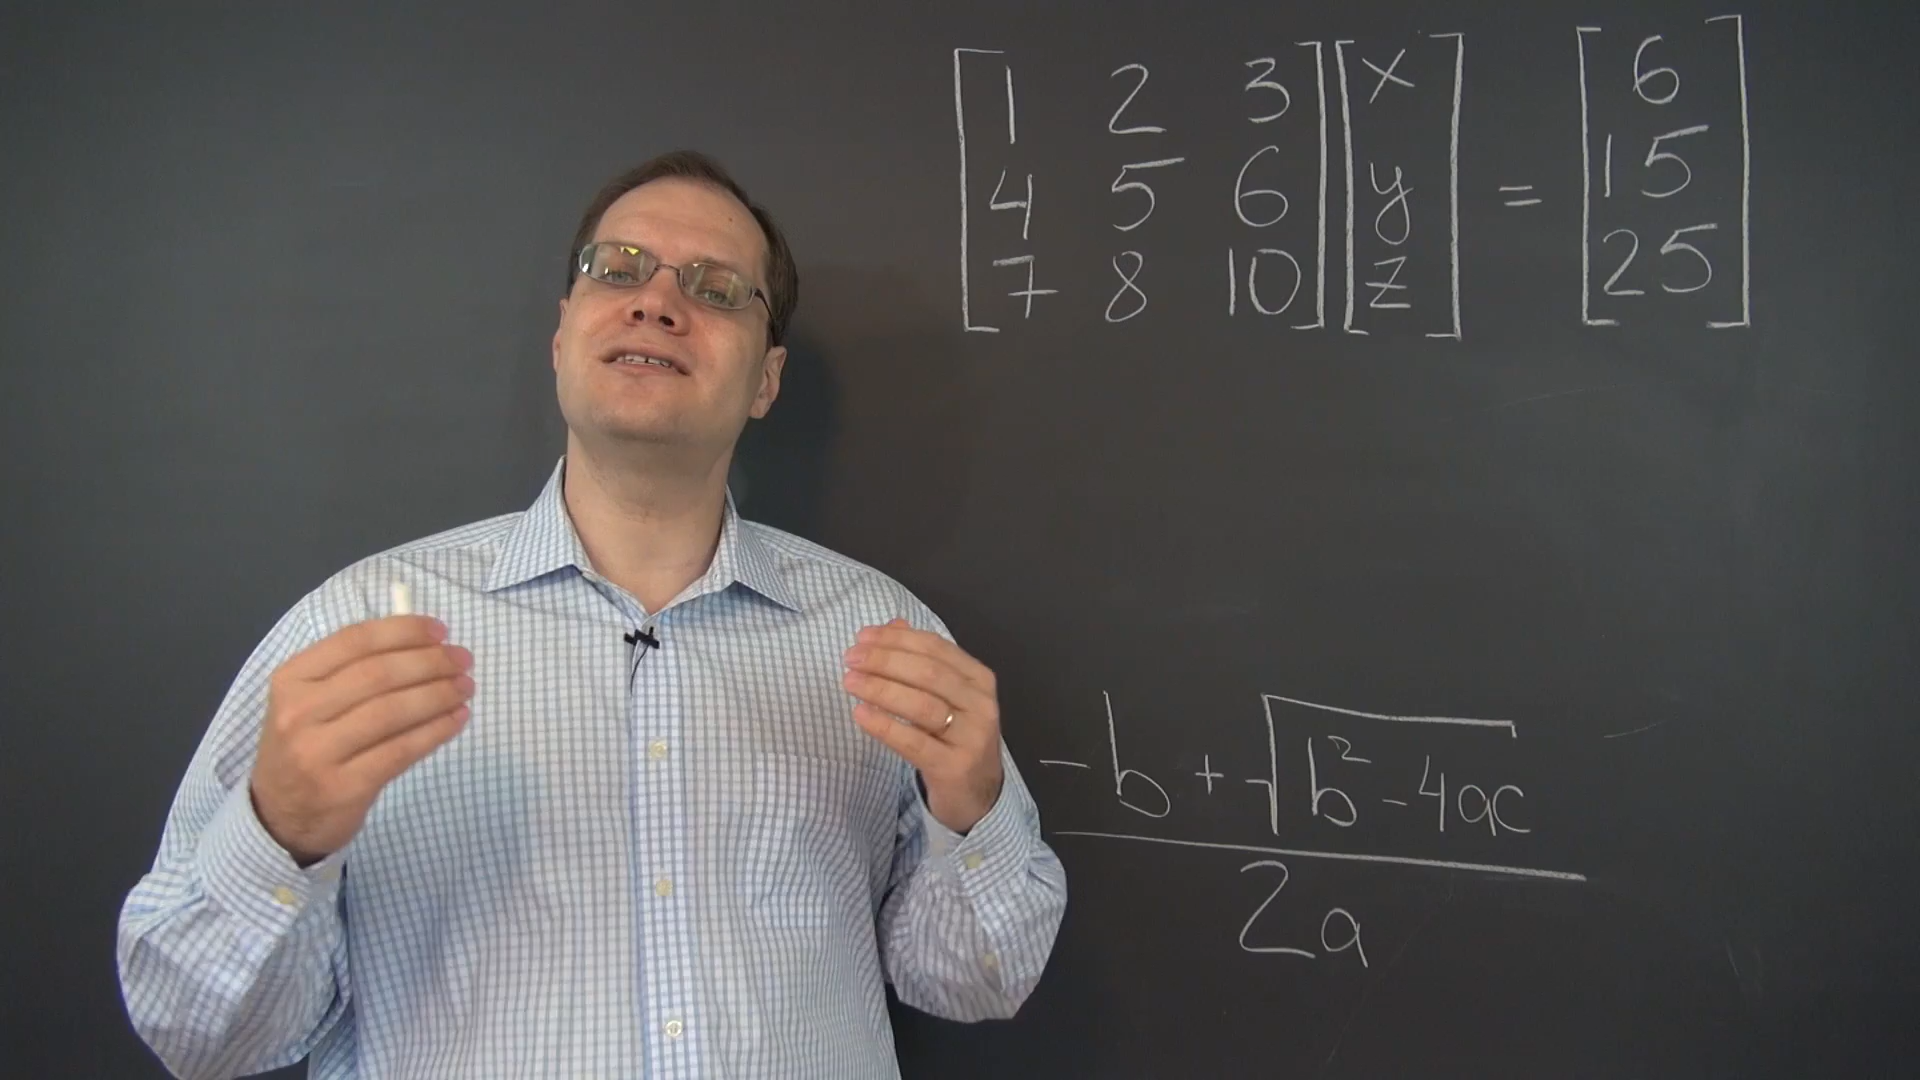 1 2 3 x 6
4 5 6 y = 15
7 8 10 z 25
-b + √b² - 4ac
2a